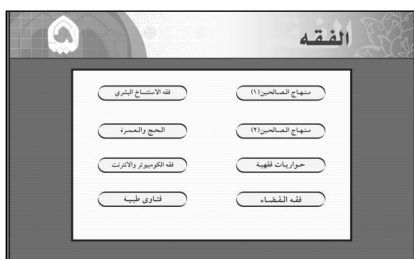 الفقه
منهاج الصالحين (١)
فقه الاستنساخ البشري
منهاج الصالحين (٢)
الحج والعمرة
حواريات فقهية
فقه الكومبيوتر والانترنت
فقه القضاء
فتاوى طبية